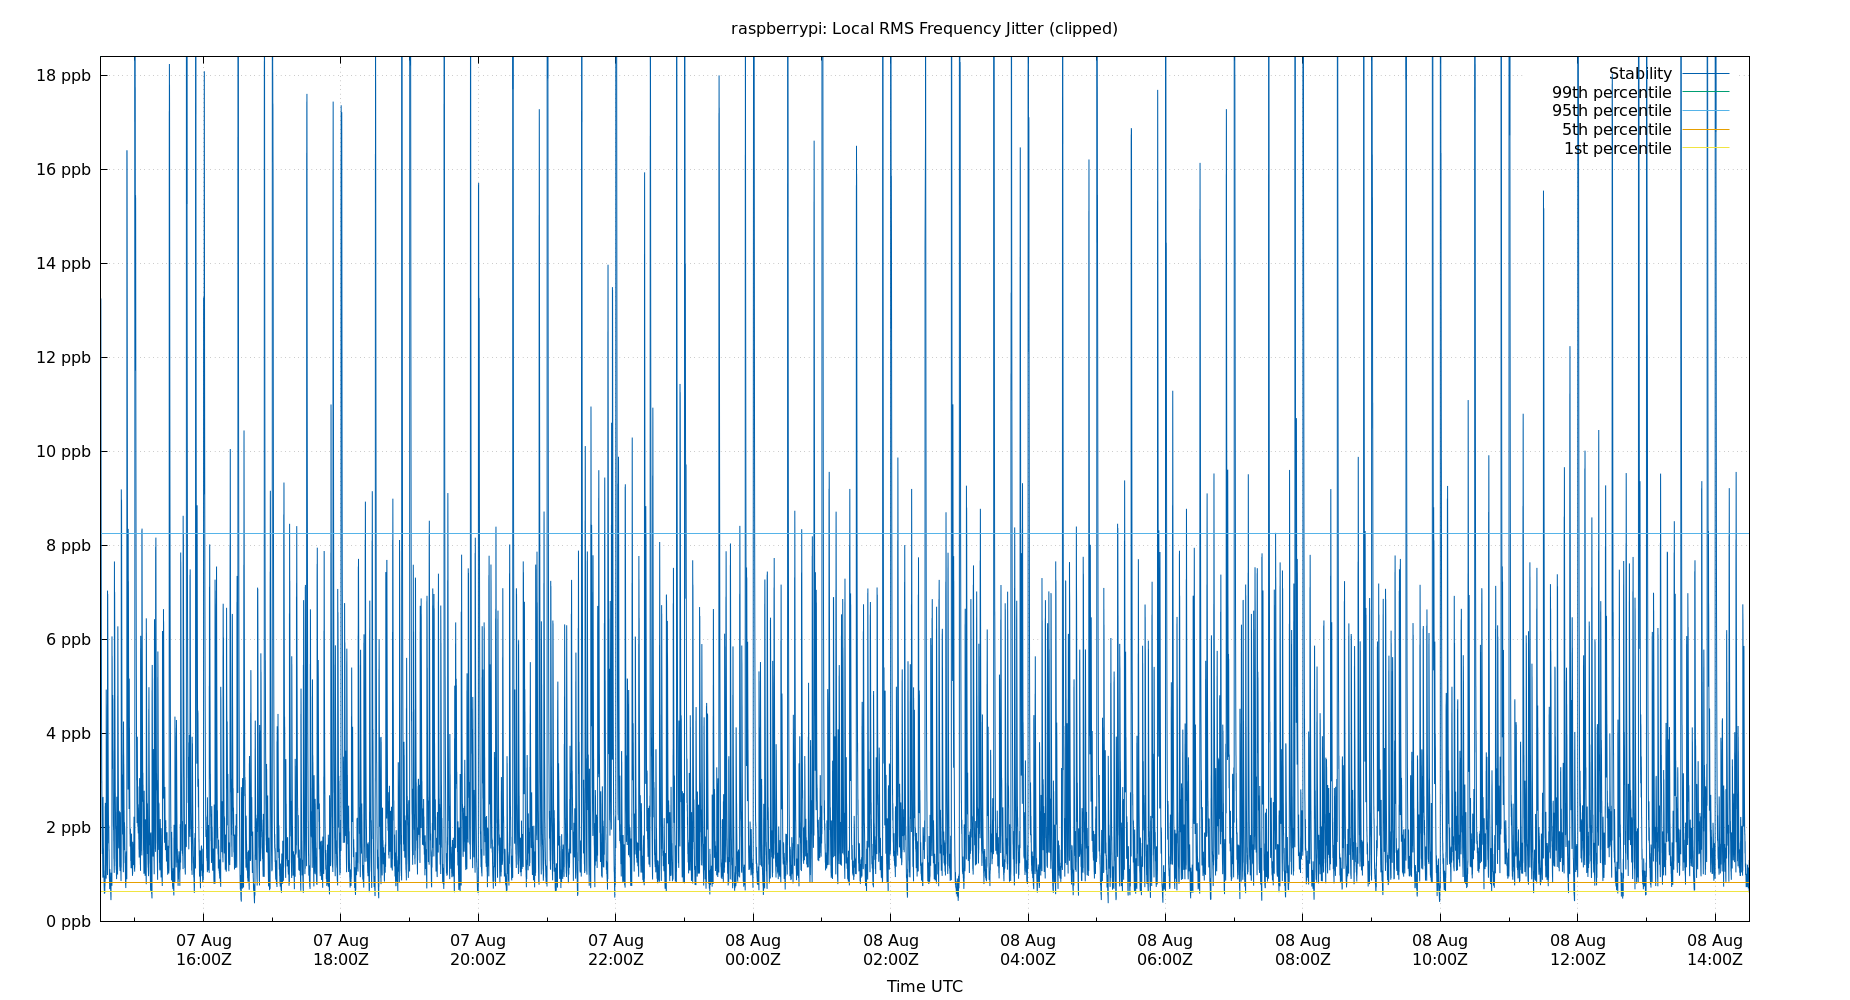 raspberrypi: Local RMS Frequency Jitter (clipped)
18 ppb
16 ppb
14 ppb
12 ppb
10 ppb
8 ppb
6 ppb
4 ppb
2 ppb
0 ppb
Stability
99th percentile
95th percentile
5th percentile
1st percentile
07 Aug
16:00Z
07 Aug
18:00Z
07 Aug
20:00Z
07 Aug
22:00Z
08 Aug
00:00Z
08 Aug
02:00Z
08 Aug
04:00Z
08 Aug
06:00Z
08 Aug
08:00Z
08 Aug
10:00Z
08 Aug
12:00Z
08 Aug
14:00Z
Time UTC